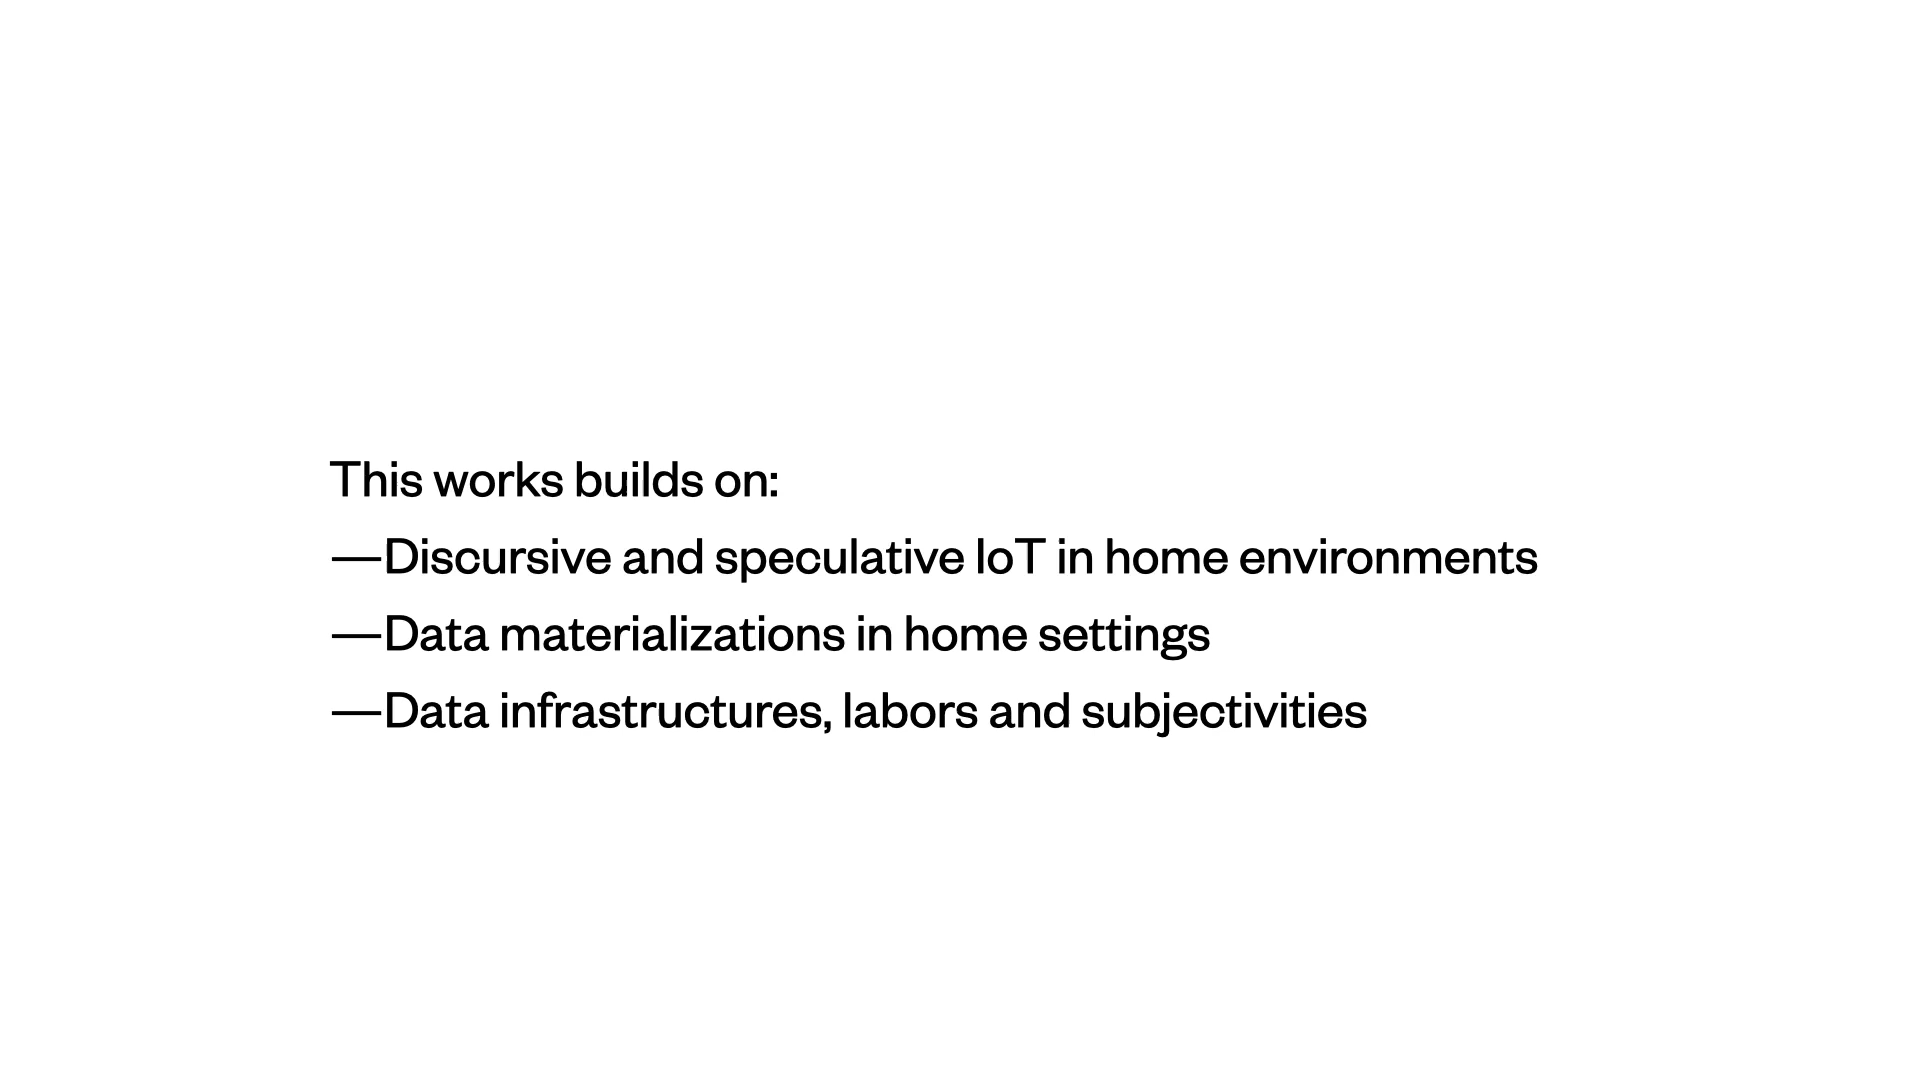 This works builds on:
—Discursive and speculative IoT in home environments
—Data materializations in home settings
—Data infrastructures, labors and subjectivities